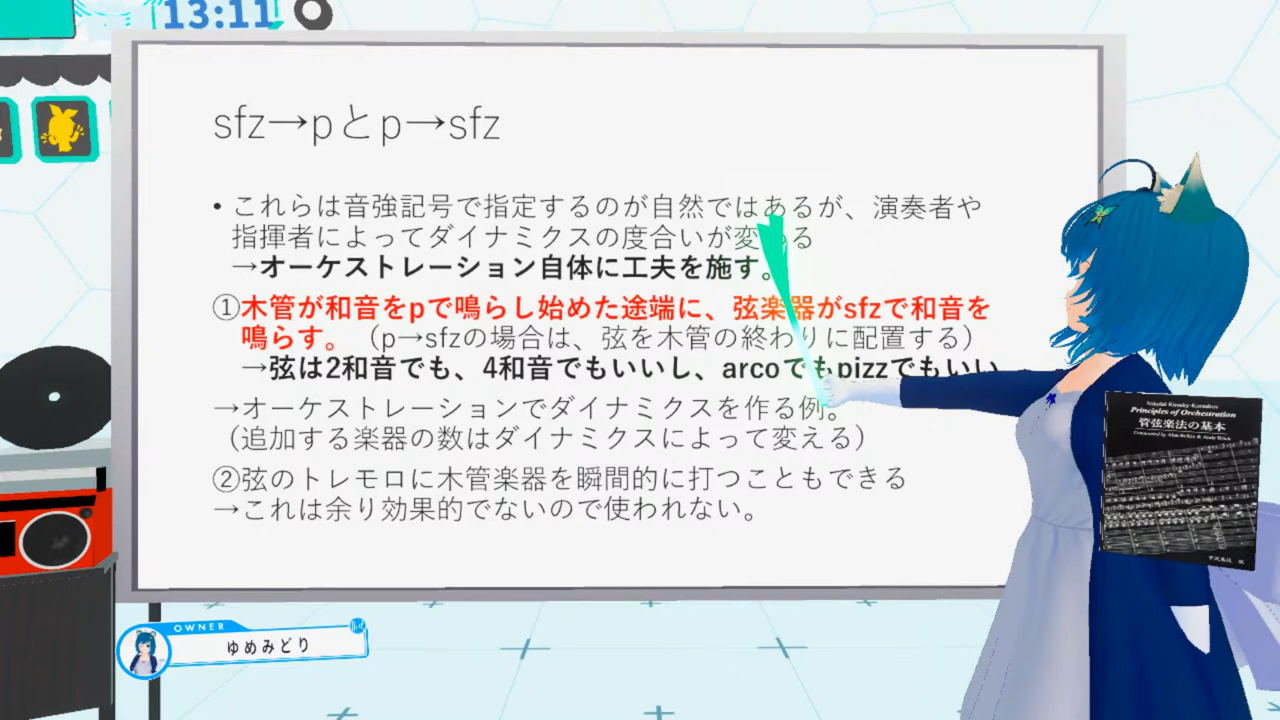 13:11
sfz→pとp→sfz
• これらは音強記号で指定するのが自然ではあるが、演奏者や
指揮者によってダイナミクスの度合いが変わる
→オーケストレーション自体に工夫を施す。
①木管が和音をpで鳴らし始めた途端に、弦楽器がsfzで和音を
鳴らす。（p→sfzの場合は、弦を木管の終わりに配置する）
→弦は2和音でも、4和音でもいいし、arcoでもpizzでもいい
→オーケストレーションでダイナミクスを作る例。
（追加する楽器の数はダイナミクスによって変える）
②弦のトレモロに木管楽器を瞬間的に打つこともできる
→これは余り効果的でないので使われない。
Nikolai Rimsky-Korsakov
Principles of Orchestration
管弦楽法の基本
OWNER
ゆめみどり